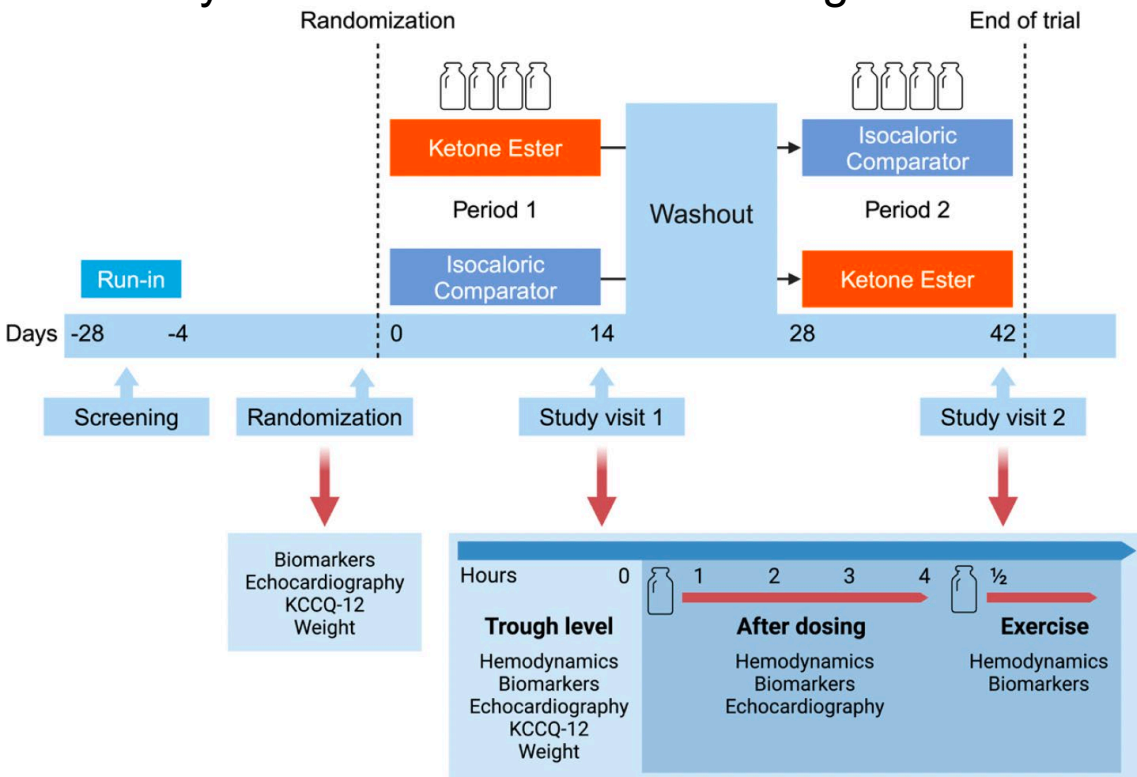 Randomization
End of trial
Ketone Ester
Isocaloric
Comparator
Period 1
Washout
Period 2
Run-in
Isocaloric
Comparator
Ketone Ester
Days -28 -4 0 14 28 42
Screening
Randomization
Study visit 1
Study visit 2
Biomarkers
Echocardiography
KCCQ-12
Weight
Hours 0 1 2 3 4 ½
Trough level
Hemodynamics
Biomarkers
Echocardiography
KCCQ-12
Weight
After dosing
Hemodynamics
Biomarkers
Echocardiography
Exercise
Hemodynamics
Biomarkers